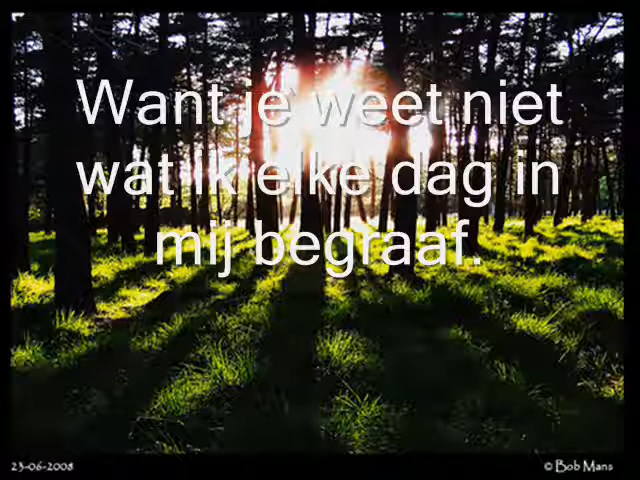 Want je weet niet
wat ik elke dag in
mij begraaf.
23-06-2008
© Bob Mans